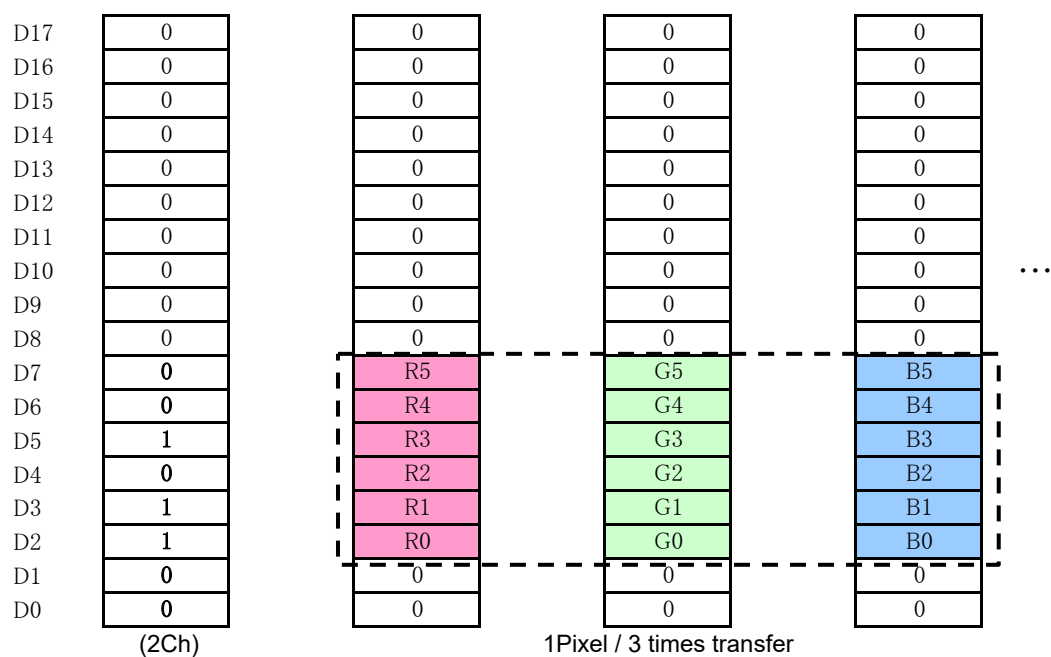 D17 0 0 0 0
D16 0 0 0 0
D15 0 0 0 0
D14 0 0 0 0
D13 0 0 0 0
D12 0 0 0 0
D11 0 0 0 0
D10 0 0 0 0 ...
D9 0 0 0 0
D8 0 0 0 0
D7 0 R5 G5 B5
D6 0 R4 G4 B4
D5 1 R3 G3 B3
D4 0 R2 G2 B2
D3 1 R1 G1 B1
D2 1 R0 G0 B0
D1 0 0 0 0
D0 0 0 0 0
(2Ch) 1Pixel / 3 times transfer